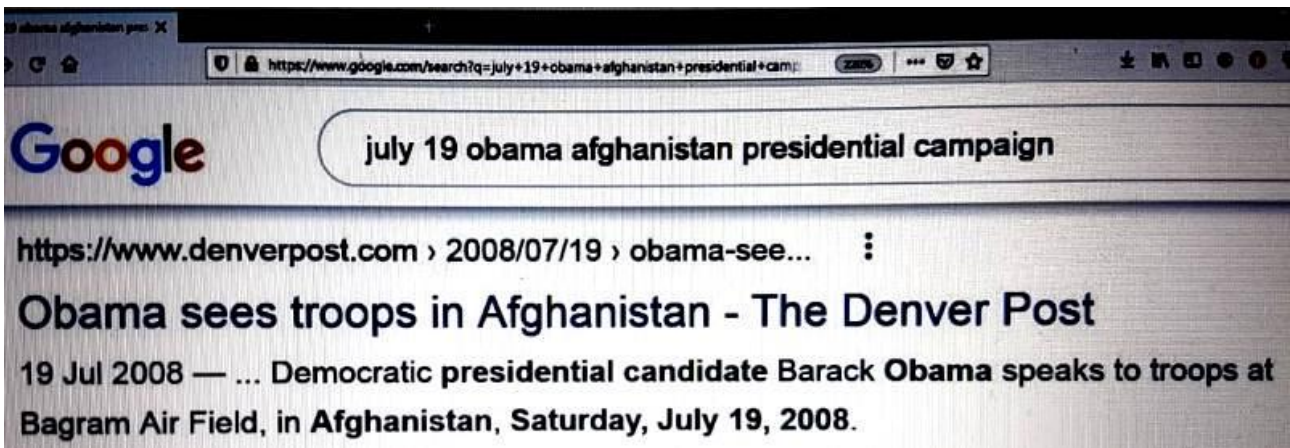 https://www.google.com/search?q=july+19+obama+afghanistan+presidential+camp
Google
july 19 obama afghanistan presidential campaign
https://www.denverpost.com › 2008/07/19 › obama-see...
Obama sees troops in Afghanistan - The Denver Post
19 Jul 2008 — ... Democratic presidential candidate Barack Obama speaks to troops at
Bagram Air Field, in Afghanistan, Saturday, July 19, 2008.